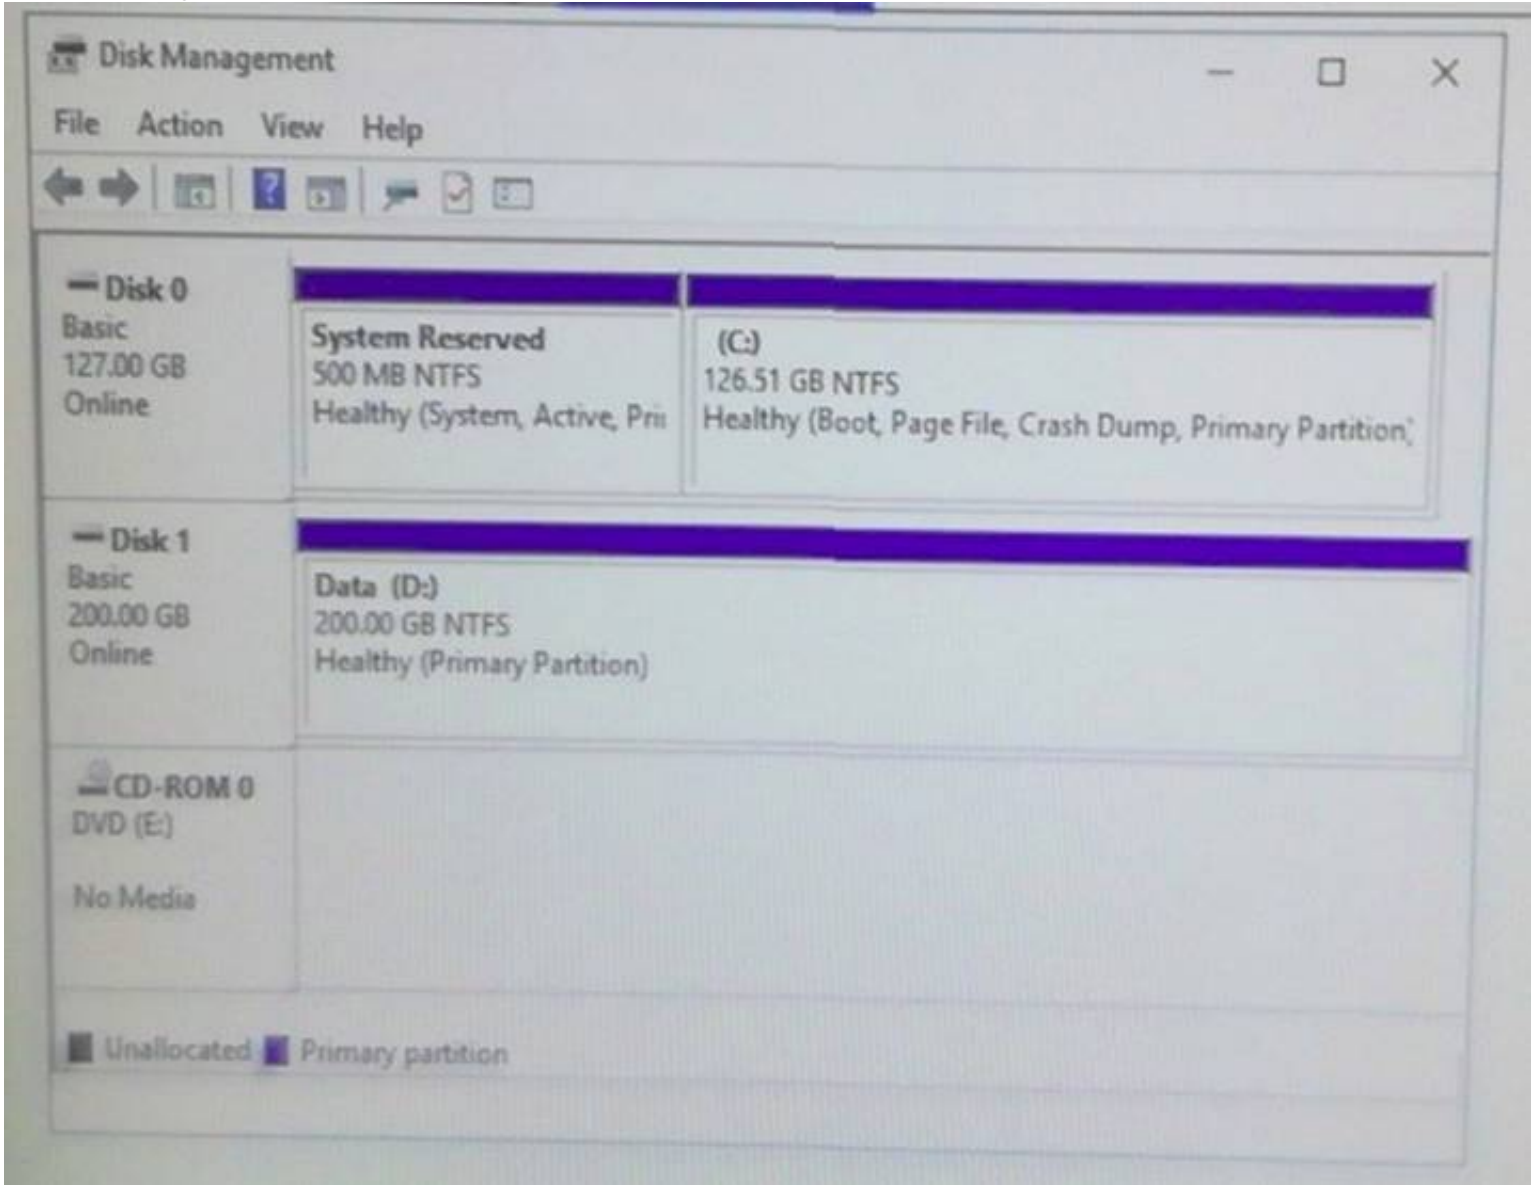 Disk Management
File Action View Help
Disk 0
Basic
127.00 GB
Online
System Reserved
500 MB NTFS
Healthy (System, Active, Pri
(C:)
126.51 GB NTFS
Healthy (Boot, Page File, Crash Dump, Primary Partition)
Disk 1
Basic
200.00 GB
Online
Data (D:)
200.00 GB NTFS
Healthy (Primary Partition)
CD-ROM 0
DVD (E:)
No Media
Unallocated Primary partition